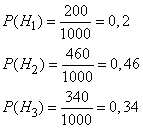 P(H₁) = 200/1000 = 0,2
P(H₂) = 460/1000 = 0,46
P(H₃) = 340/1000 = 0,34